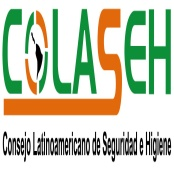 COLASEH
Consejo Latinoamericano de Seguridad e Higiene